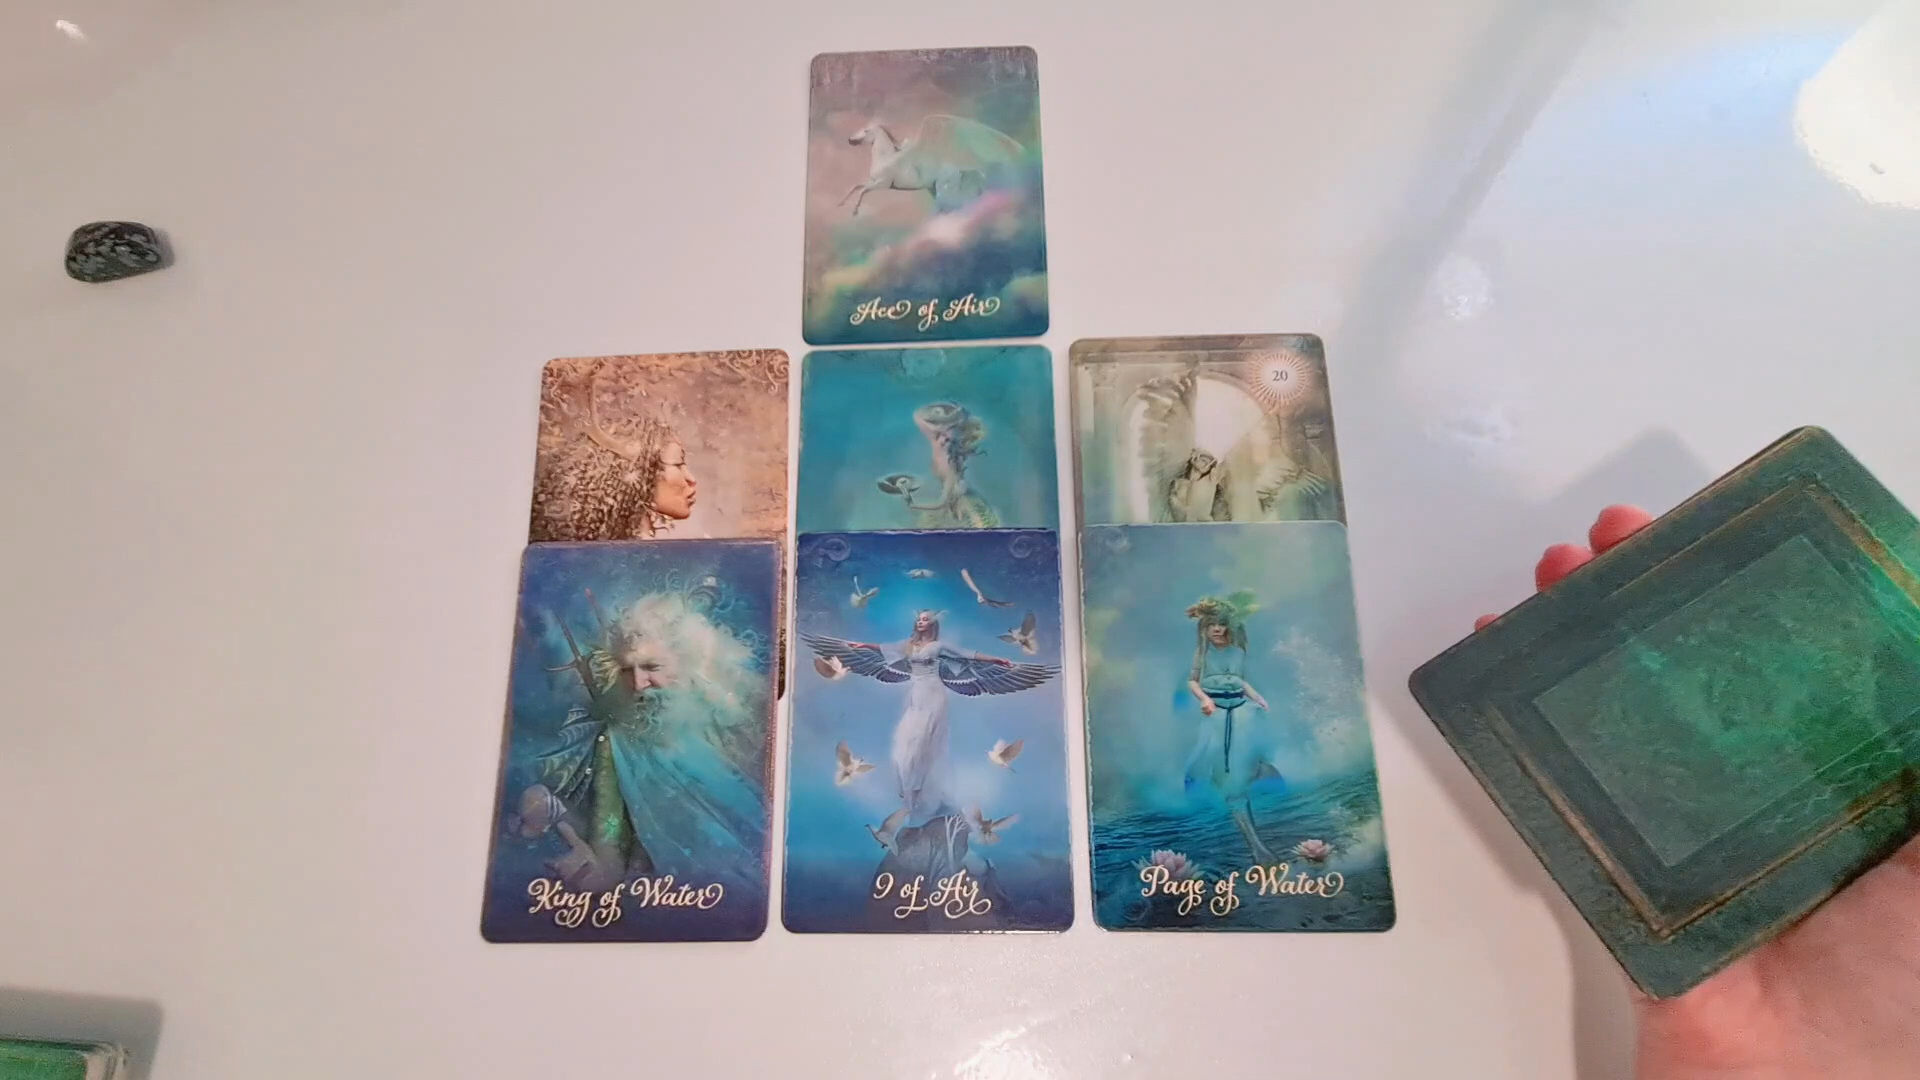 Ace of Air
20
King of Water
9 of Air
Page of Water